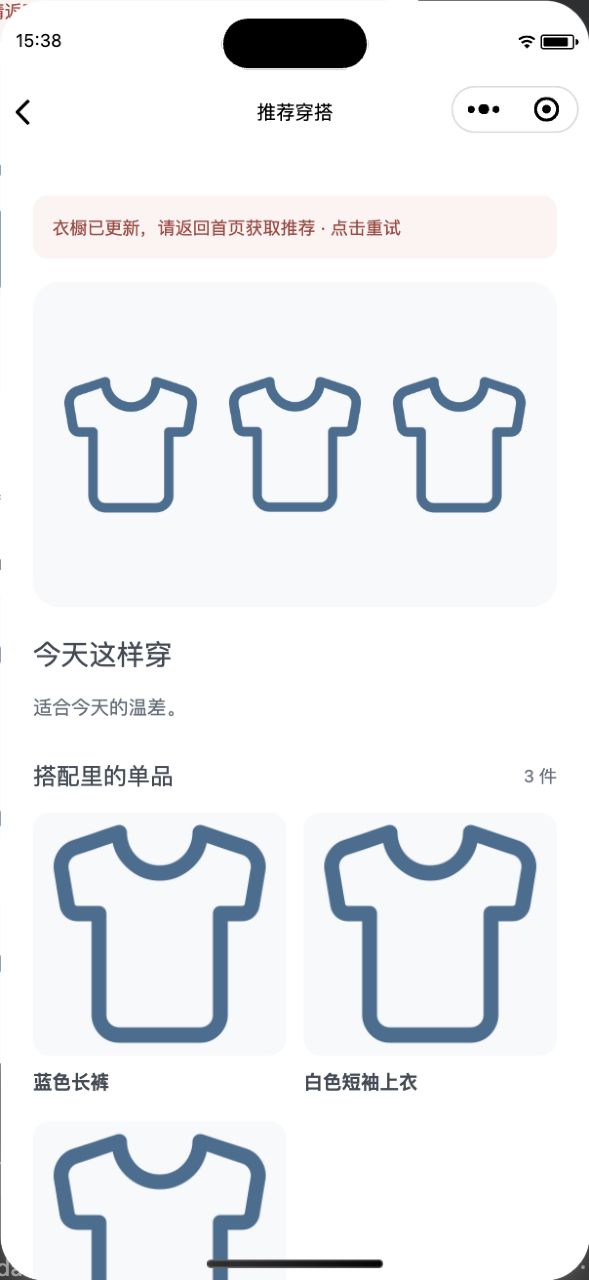 15:38
推荐穿搭
衣橱已更新，请返回首页获取推荐 · 点击重试
今天这样穿
适合今天的温差。
搭配里的单品
3 件
蓝色长裤
白色短袖上衣